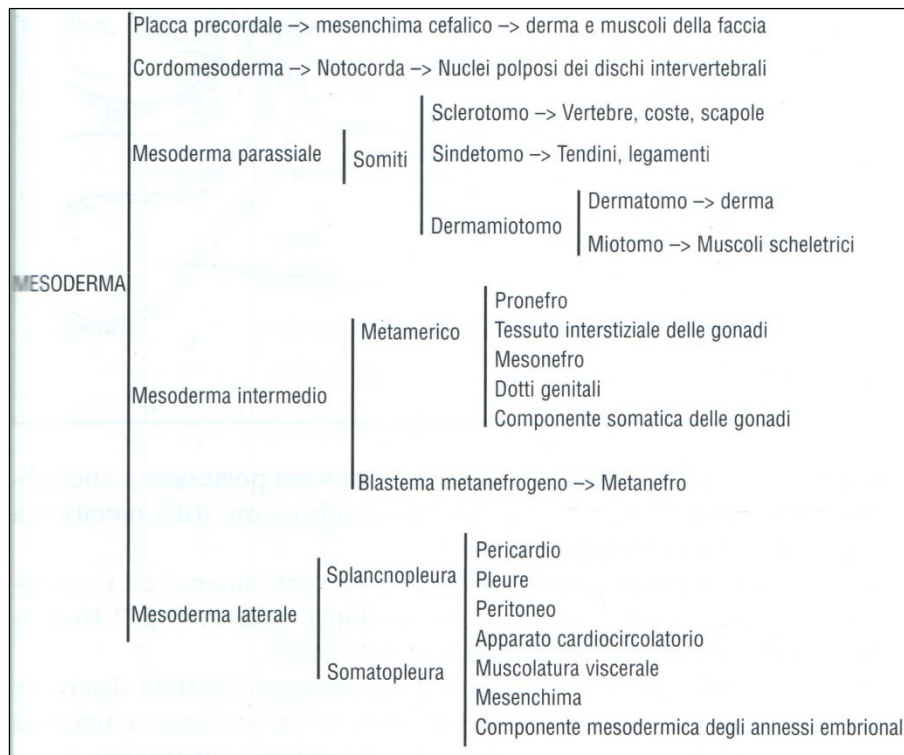 Placca precordale –> mesenchima cefalico –> derma e muscoli della faccia
Cordomesoderma –> Notocorda –> Nuclei polposi dei dischi intervertebrali
Sclerotomo –> Vertebre, coste, scapole
Mesoderma parassiale
Somiti
Sindetomo –> Tendini, legamenti
Dermamiotomo
Dermatomo –> derma
Miotomo –> Muscoli scheletrici
MESODERMA
Mesoderma intermedio
Metamerico
Pronefro
Tessuto interstiziale delle gonadi
Mesonefro
Dotti genitali
Componente somatica delle gonadi
Blastema metanefrogeno –> Metanefro
Mesoderma laterale
Splancnopleura
Somatopleura
Pericardio
Pleure
Peritoneo
Apparato cardiocircolatorio
Muscolatura viscerale
Mesenchima
Componente mesodermica degli annessi embrional